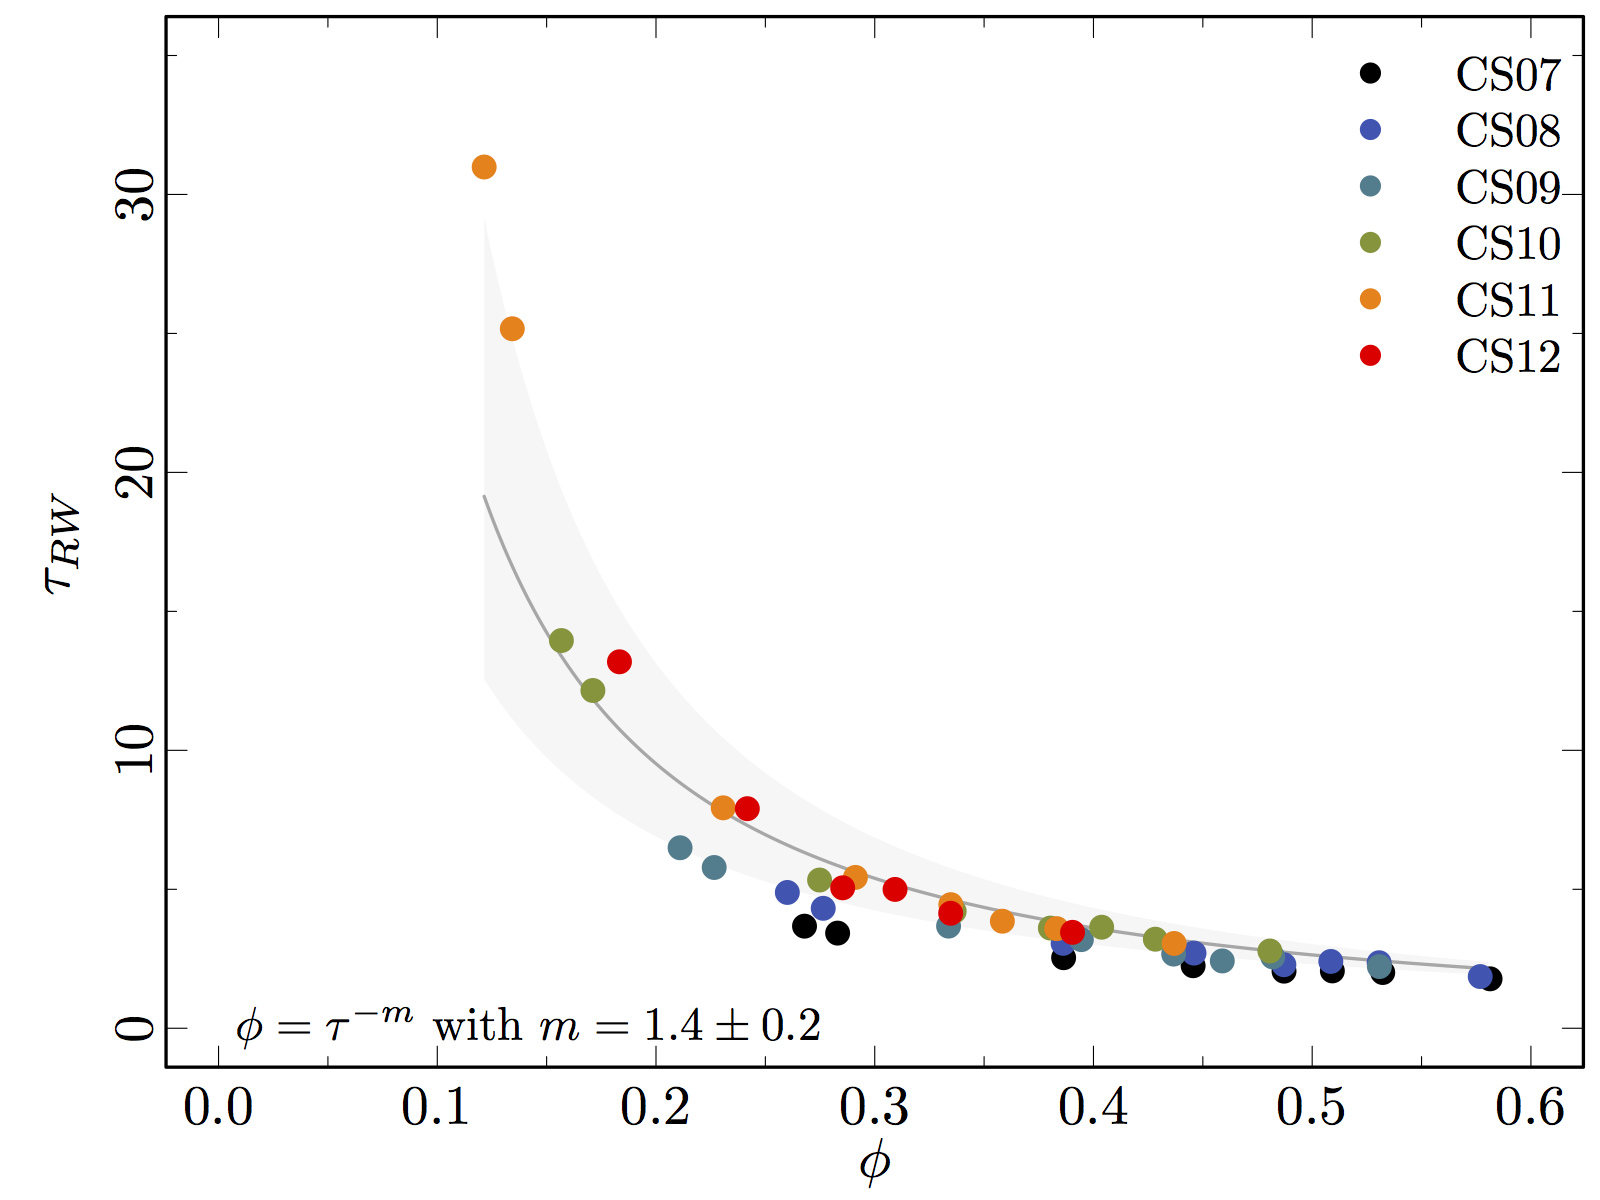 CS07
CS08
CS09
CS10
CS11
CS12
30
20
10
0
τ_RW
ϕ = τ^−m with m = 1.4 ± 0.2
0.0 0.1 0.2 0.3 0.4 0.5 0.6
ϕ